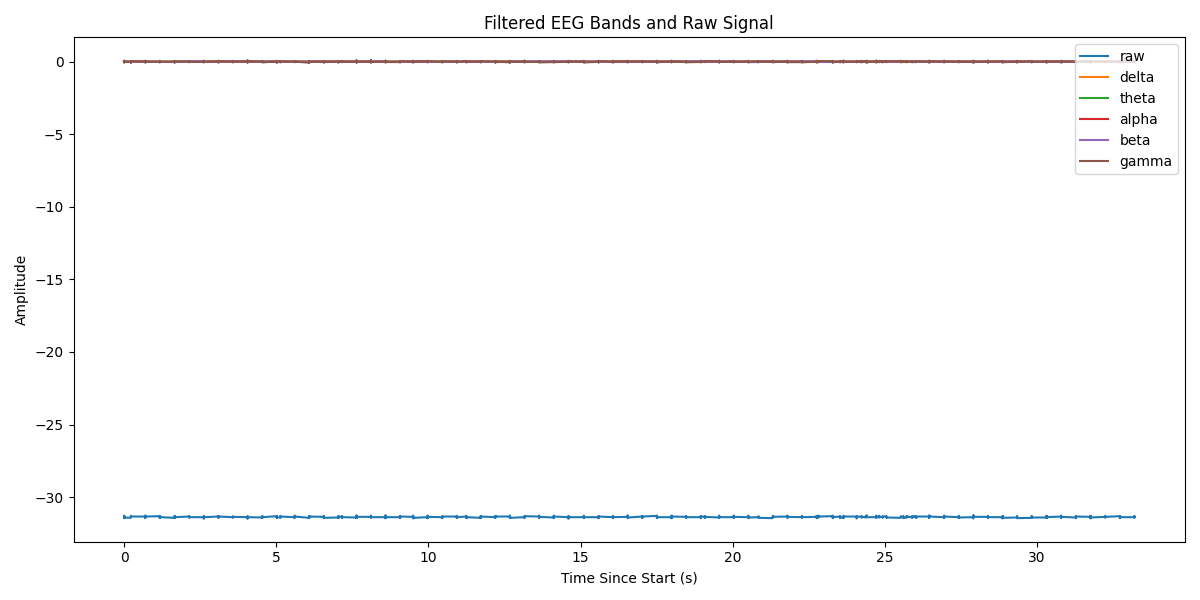 Filtered EEG Bands and Raw Signal
raw
delta
theta
alpha
beta
gamma
0
−5
−10
−15
−20
−25
−30
Amplitude
0 5 10 15 20 25 30
Time Since Start (s)